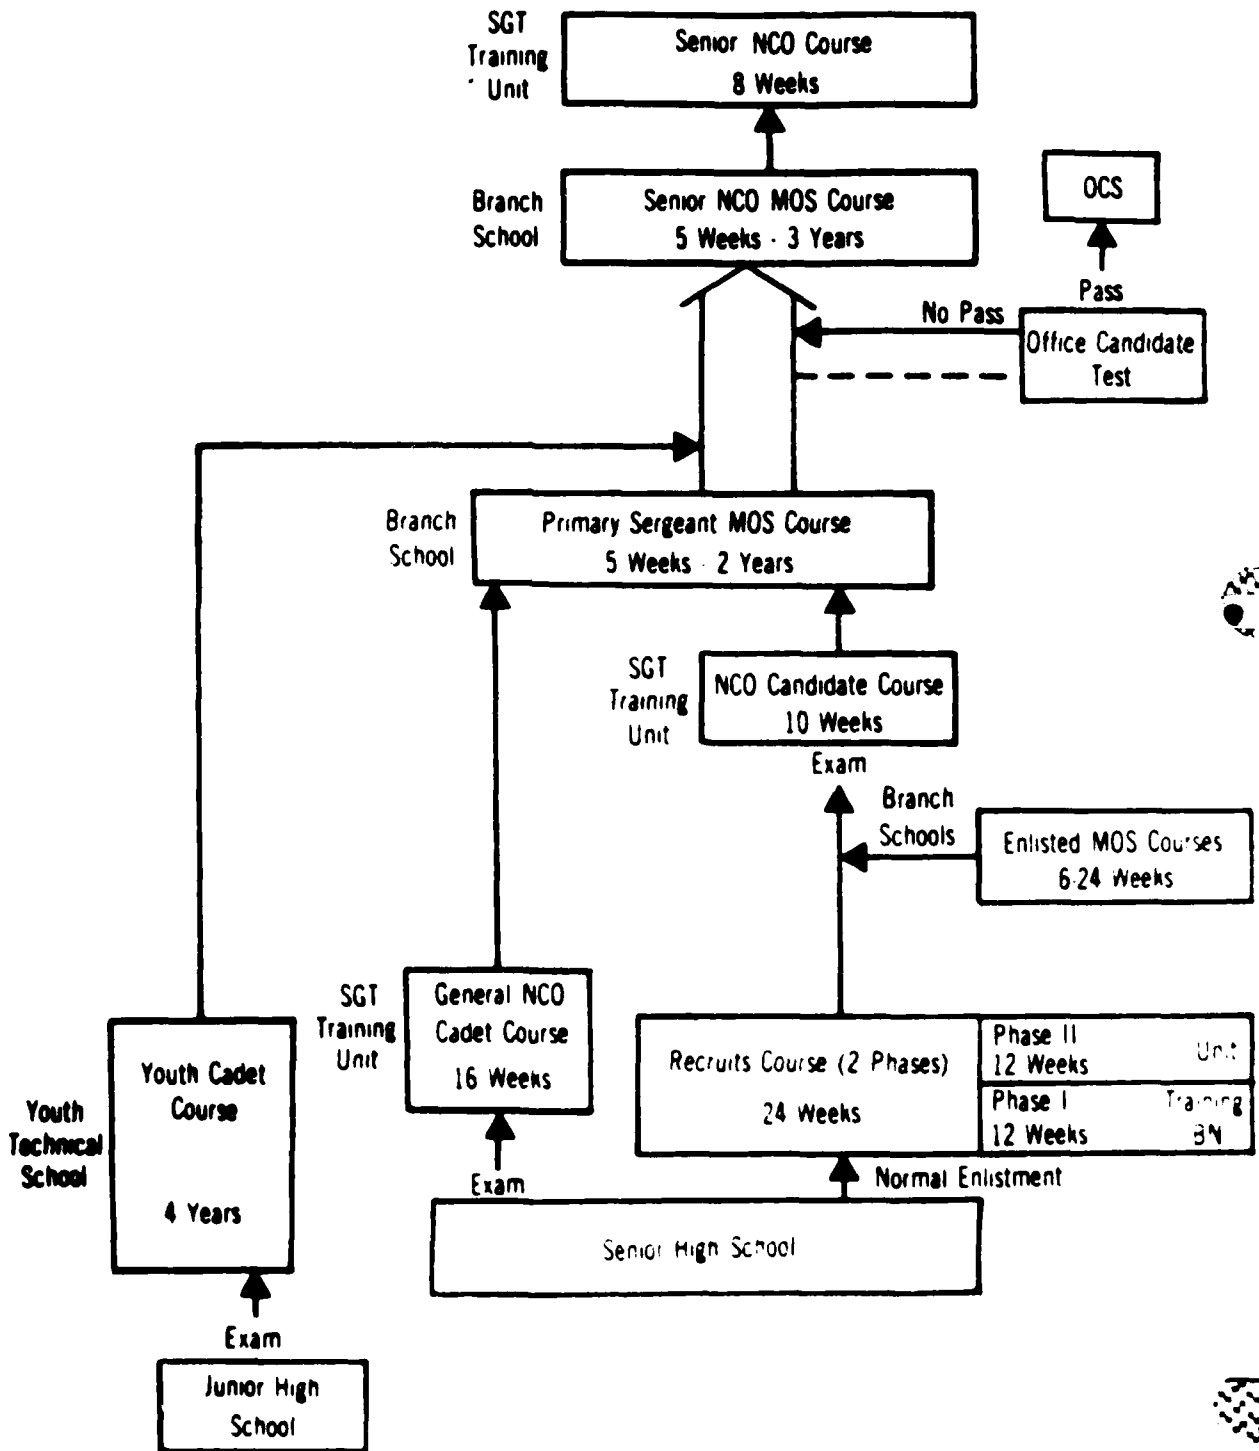 SGT
Training
Unit
Senior NCO Course
8 Weeks
Branch
School
Senior NCO MOS Course
5 Weeks - 3 Years
OCS
Pass
No Pass
Office Candidate
Test
Branch
School
Primary Sergeant MOS Course
5 Weeks - 2 Years
SGT
Training
Unit
NCO Candidate Course
10 Weeks
Exam
Branch
Schools
Enlisted MOS Courses
6-24 Weeks
SGT
Training
Unit
General NCO
Cadet Course
16 Weeks
Recruits Course (2 Phases)
24 Weeks
Phase II
12 Weeks
Unit
Phase I
12 Weeks
Training
BN
Youth
Technical
School
Youth Cadet
Course
4 Years
Exam
Normal Enlistment
Senior High School
Exam
Junior High
School